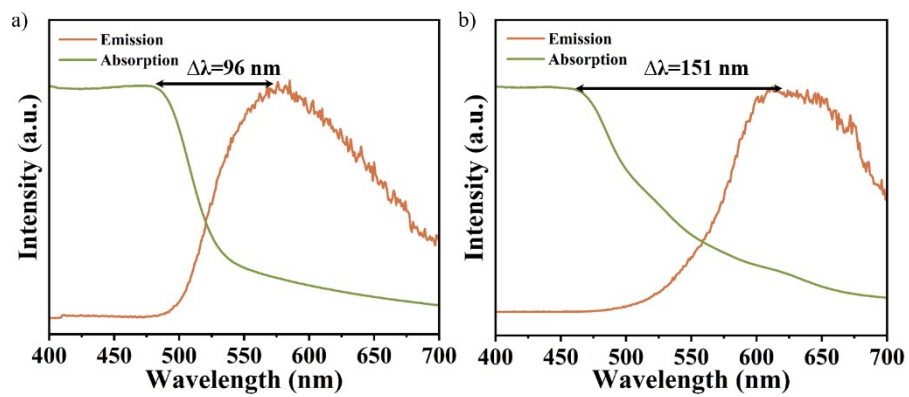 a)
Emission
Absorption
Δλ=96 nm
Intensity (a.u.)
400 450 500 550 600 650 700
Wavelength (nm)
b)
Emission
Absorption
Δλ=151 nm
Intensity (a.u.)
400 450 500 550 600 650 700
Wavelength (nm)